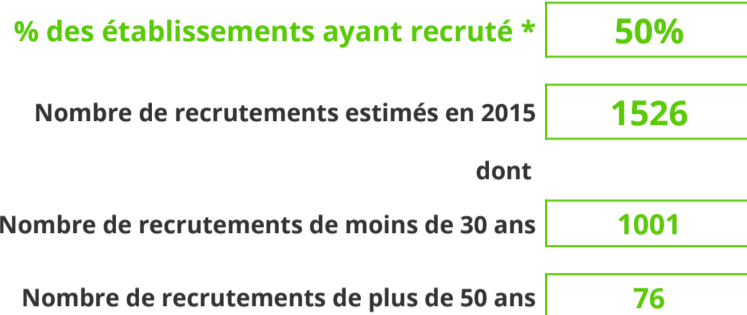 % des établissements ayant recruté * 50%
Nombre de recrutements estimés en 2015 1526
dont
Nombre de recrutements de moins de 30 ans 1001
Nombre de recrutements de plus de 50 ans 76